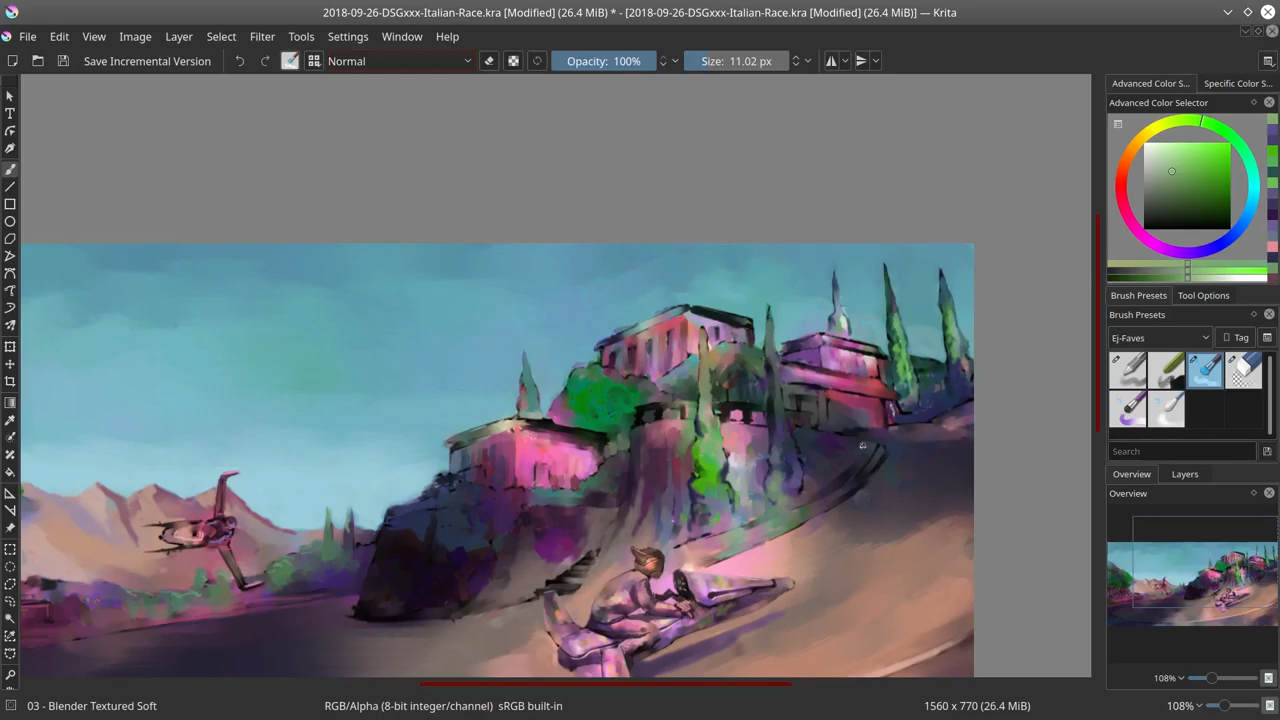 2018-09-26-DSGxxx-Italian-Race.kra [Modified] (26.4 MiB) * - [2018-09-26-DSGxxx-Italian-Race.kra [Modified] (26.4 MiB)] — Krita
File Edit View Image Layer Select Filter Tools Settings Window Help
Save Incremental Version Normal Opacity: 100% Size: 11.02 px
Advanced Color S... Specific Color S...
Advanced Color Selector
Brush Presets Tool Options
Brush Presets
Ej-Faves Tag
Search
Overview Layers
Overview
108%
03 - Blender Textured Soft RGB/Alpha (8-bit integer/channel) sRGB built-in 1560 x 770 (26.4 MiB) 108%